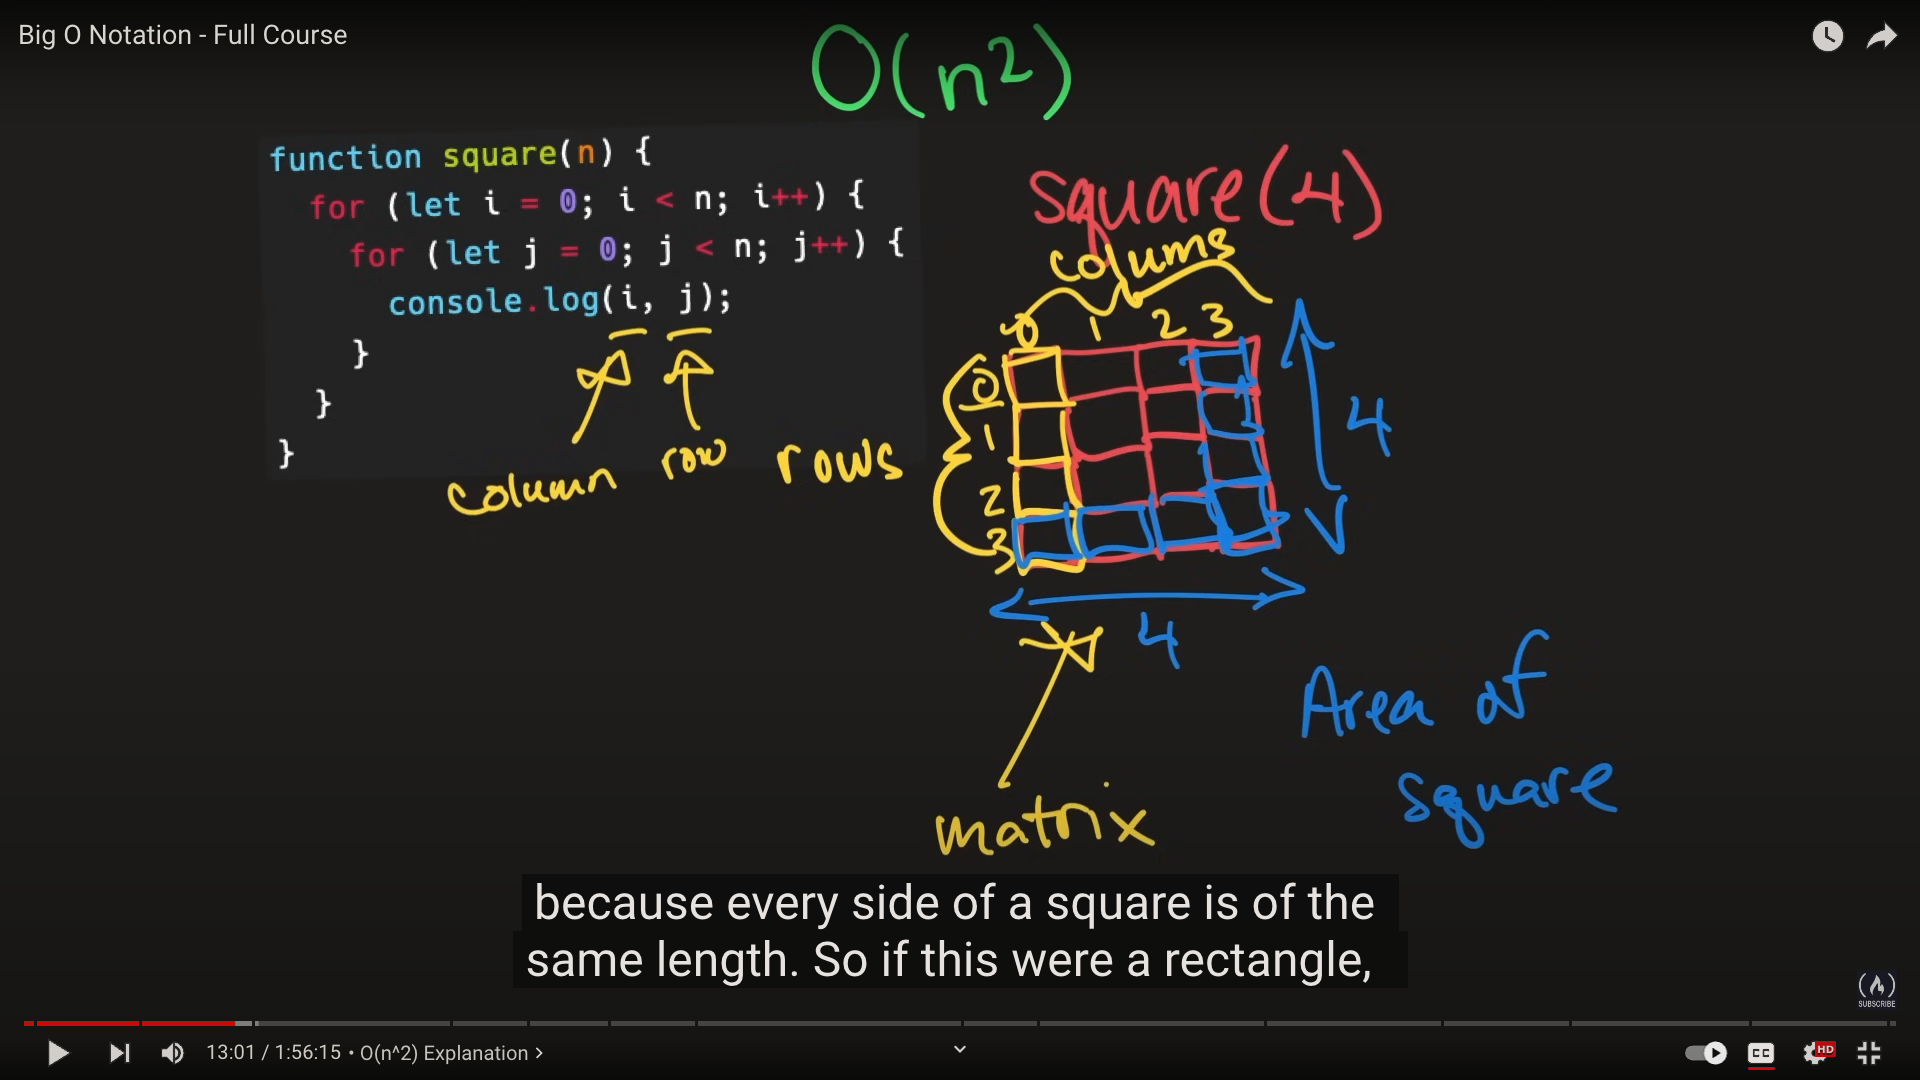 Big O Notation - Full Course
O(n²)
function square(n) {
for (let i = 0; i < n; i++) {
for (let j = 0; j < n; j++) {
console.log(i, j);
}
}
}
column
row
rows
square(4)
colums
0 1 2 3
0
1
2
3
4
4
matrix
Area of
square
because every side of a square is of the
same length. So if this were a rectangle,
SUBSCRIBE
13:01 / 1:56:15 • O(n^2) Explanation >
CC
HD